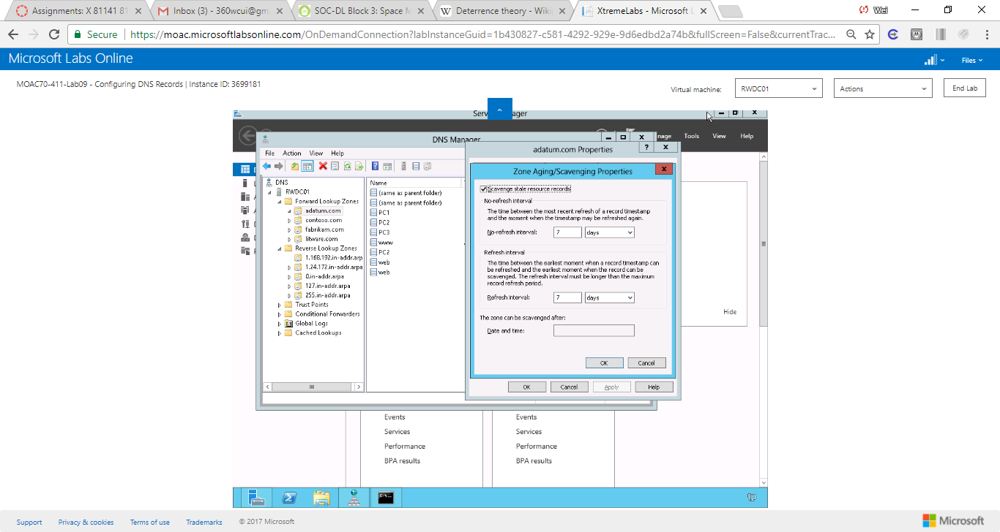 Assignments: X 81141 81
Inbox (3) - 360wcui@gm
SOC-DL Block 3: Space M
Deterrence theory - Wiki
XtremeLabs - Microsoft L
Wei
Secure
https://moac.microsoftlabsonline.com/OnDemandConnection?labInstanceGuid=1b430827-c581-4292-929e-9d6edbd2a74b&fullScreen=False&currentTrac...
Microsoft Labs Online
Files
MOAC70-411-Lab09 - Configuring DNS Records | Instance ID: 3699181
Virtual machine:
RWDC01
Actions
End Lab
Serv
ager
nage
Tools
View
Help
DNS Manager
File Action View Help
DNS
RWDC01
Forward Lookup Zones
adatum.com
contoso.com
fabrikam.com
litware.com
Reverse Lookup Zones
1.168.192.in-addr.arp
1.24.172.in-addr.arpa
0.in-addr.arpa
127.in-addr.arpa
255.in-addr.arpa
Trust Points
Conditional Forwarders
Global Logs
Cached Lookups
Name
(same as parent folder)
(same as parent folder)
PC1
PC2
PC3
www
PC2
web
web
adatum.com Properties
Zone Aging/Scavenging Properties
Scavenge stale resource records
No-refresh interval
The time between the most recent refresh of a record timestamp
and the moment when the timestamp may be refreshed again.
No-refresh interval: 7 days
Refresh interval
The time between the earliest moment when a record timestamp can
be refreshed and the earliest moment when the record can be
scavenged. The refresh interval must be longer than the maximum
record refresh period.
Refresh interval: 7 days
The zone can be scavenged after:
Date and time:
OK Cancel
OK Cancel Apply Help
Hide
Events
Services
Performance
BPA results
Events
Services
Performance
BPA results
Support
Privacy & cookies
Terms of use
Trademarks
© 2017 Microsoft
Microsoft